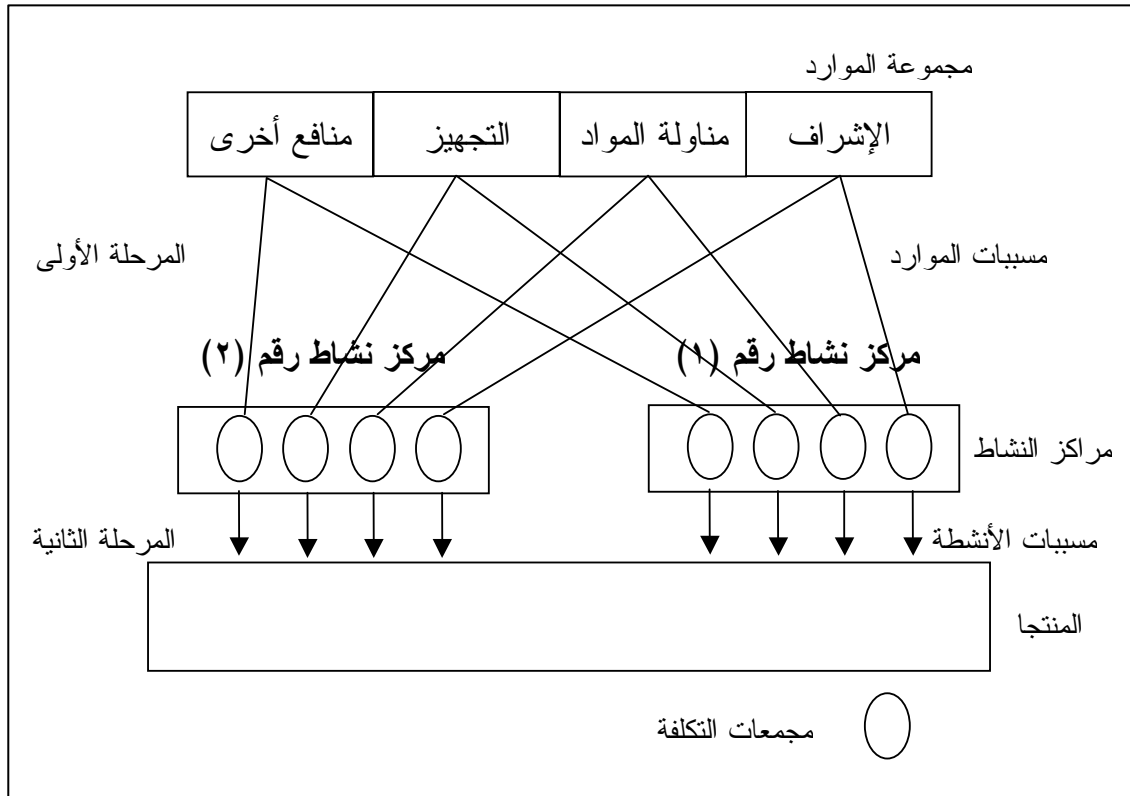 مجموعة الموارد
الإشراف
مناولة المواد
التجهيز
منافع أخرى
مسببات الموارد
المرحلة الأولى
مركز نشاط رقم (١)
مركز نشاط رقم (٢)
مراكز النشاط
مسببات الأنشطة
المرحلة الثانية
المنتجا
مجمعات التكلفة